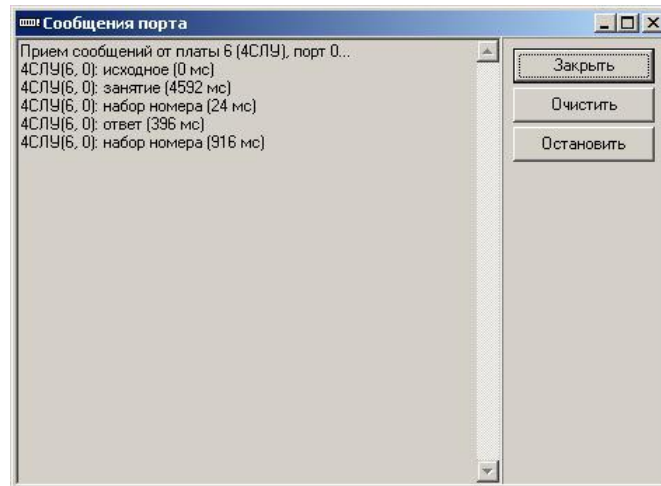 Сообщения порта
Прием сообщений от платы 6 (4СЛУ), порт 0...
4СЛУ(6, 0): исходное (0 мс)
4СЛУ(6, 0): занятие (4592 мс)
4СЛУ(6, 0): набор номера (24 мс)
4СЛУ(6, 0): ответ (396 мс)
4СЛУ(6, 0): набор номера (916 мс)
Закрыть
Очистить
Остановить